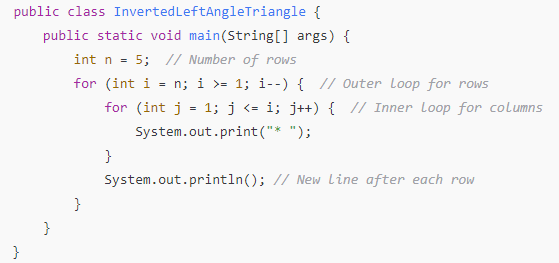 public class InvertedLeftAngleTriangle {
    public static void main(String[] args) {
        int n = 5;  // Number of rows
        for (int i = n; i >= 1; i--) {  // Outer loop for rows
            for (int j = 1; j <= i; j++) {  // Inner loop for columns
                System.out.print("* ");
            }
            System.out.println(); // New line after each row
        }
    }
}